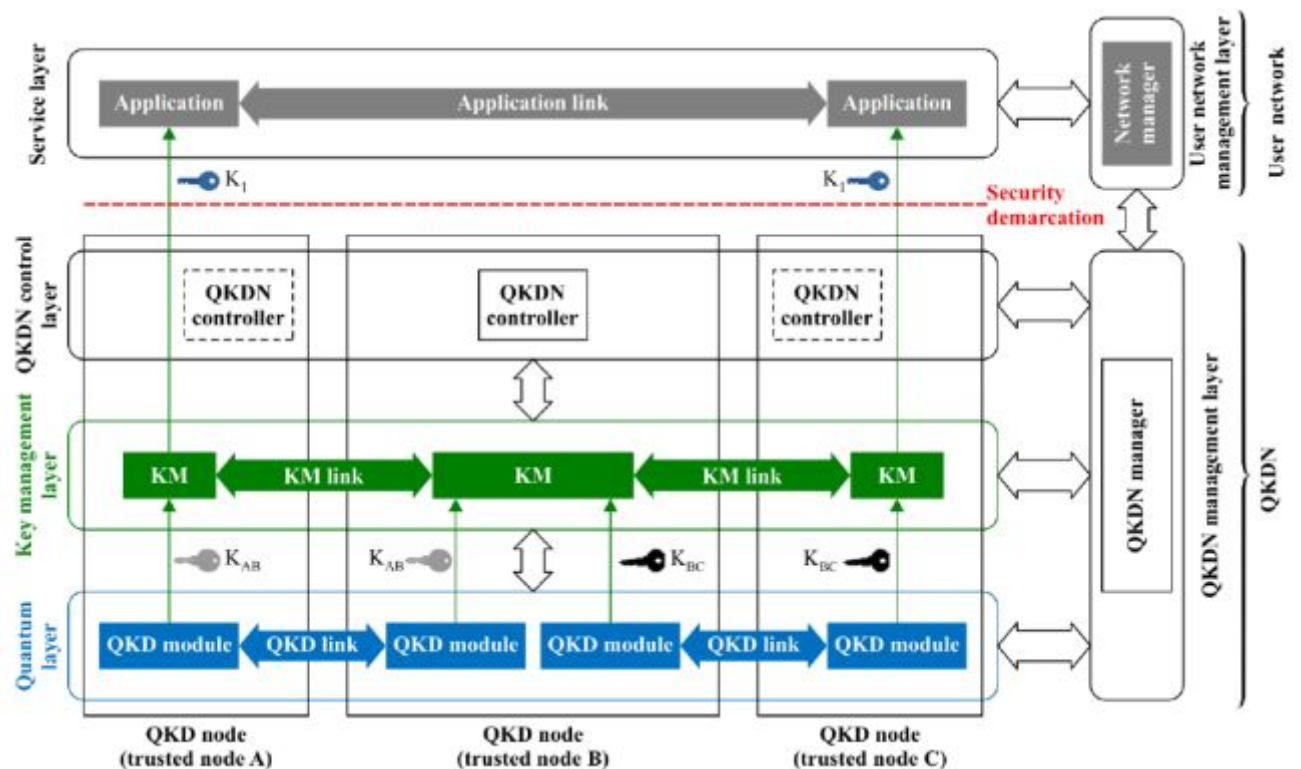 Service layer
Application
Application link
Application
Network
manager
User network
management layer
User network
K1
K1
Security
demarcation
QKDN control
layer
QKDN
controller
QKDN
controller
QKDN
controller
Key management
layer
KM
KM link
KM
KM link
KM
QKDN manager
QKDN management layer
QKDN
KAB
KAB
KBC
KBC
Quantum
layer
QKD module
QKD link
QKD module
QKD module
QKD link
QKD module
QKD node
(trusted node A)
QKD node
(trusted node B)
QKD node
(trusted node C)